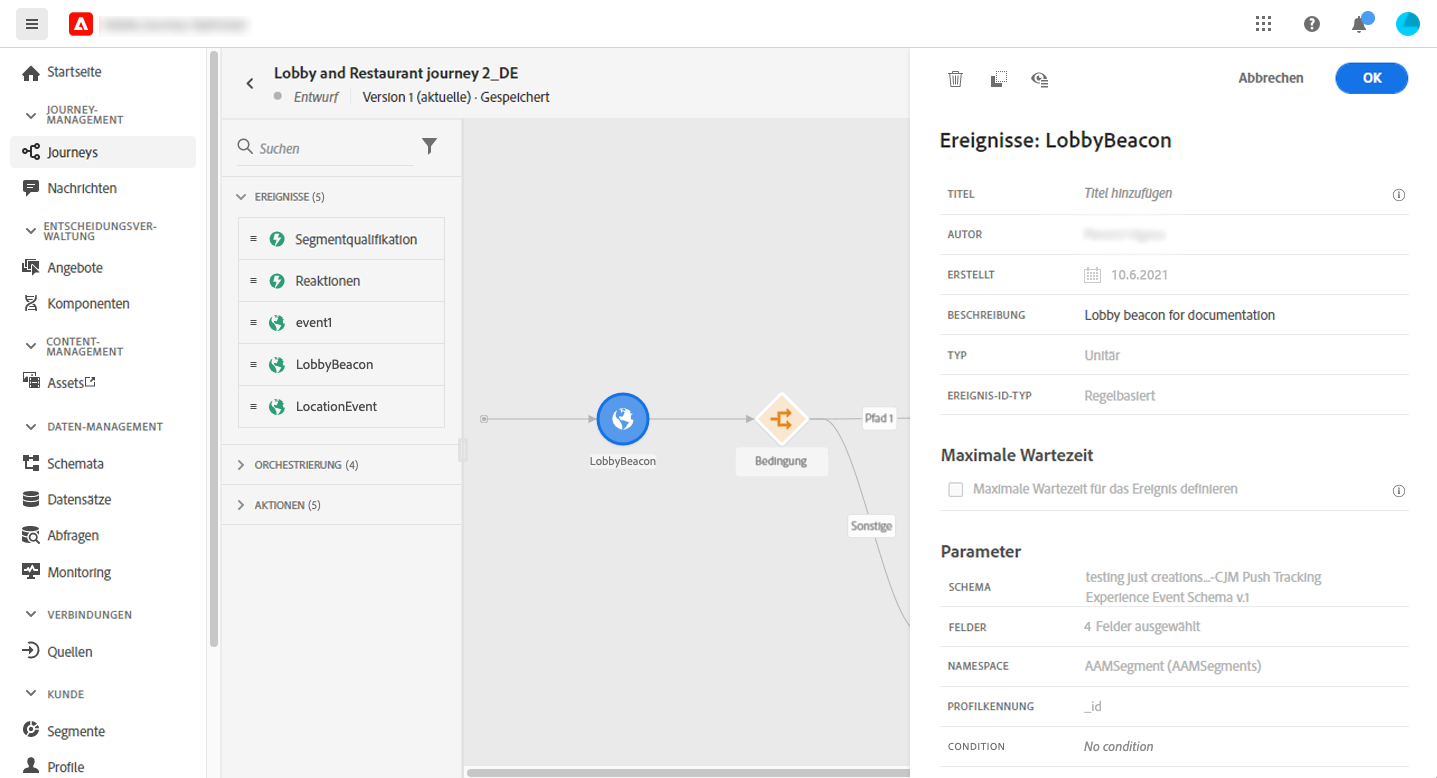 Startseite
JOURNEY-
MANAGEMENT
Journeys
Nachrichten
ENTSCHEIDUNGSVER-
WALTUNG
Angebote
Komponenten
CONTENT-
MANAGEMENT
Assets
DATEN-MANAGEMENT
Schemata
Datensätze
Abfragen
Monitoring
VERBINDUNGEN
Quellen
KUNDE
Segmente
Profile
Lobby and Restaurant journey 2_DE
Entwurf
Version 1 (aktuelle) · Gespeichert
Suchen
EREIGNISSE (5)
Segmentqualifikation
Reaktionen
event1
LobbyBeacon
LocationEvent
ORCHESTRIERUNG (4)
AKTIONEN (5)
LobbyBeacon
Bedingung
Pfad 1
Sonstige
Abbrechen
OK
Ereignisse: LobbyBeacon
TITEL
Titel hinzufügen
AUTOR
ERSTELLT
10.6.2021
BESCHREIBUNG
Lobby beacon for documentation
TYP
Unitär
EREIGNIS-ID-TYP
Regelbasiert
Maximale Wartezeit
Maximale Wartezeit für das Ereignis definieren
Parameter
SCHEMA
testing just creations...-CJM Push Tracking
Experience Event Schema v.1
FELDER
4 Felder ausgewählt
NAMESPACE
AAMSegment (AAMSegments)
PROFILKENNUNG
_id
CONDITION
No condition